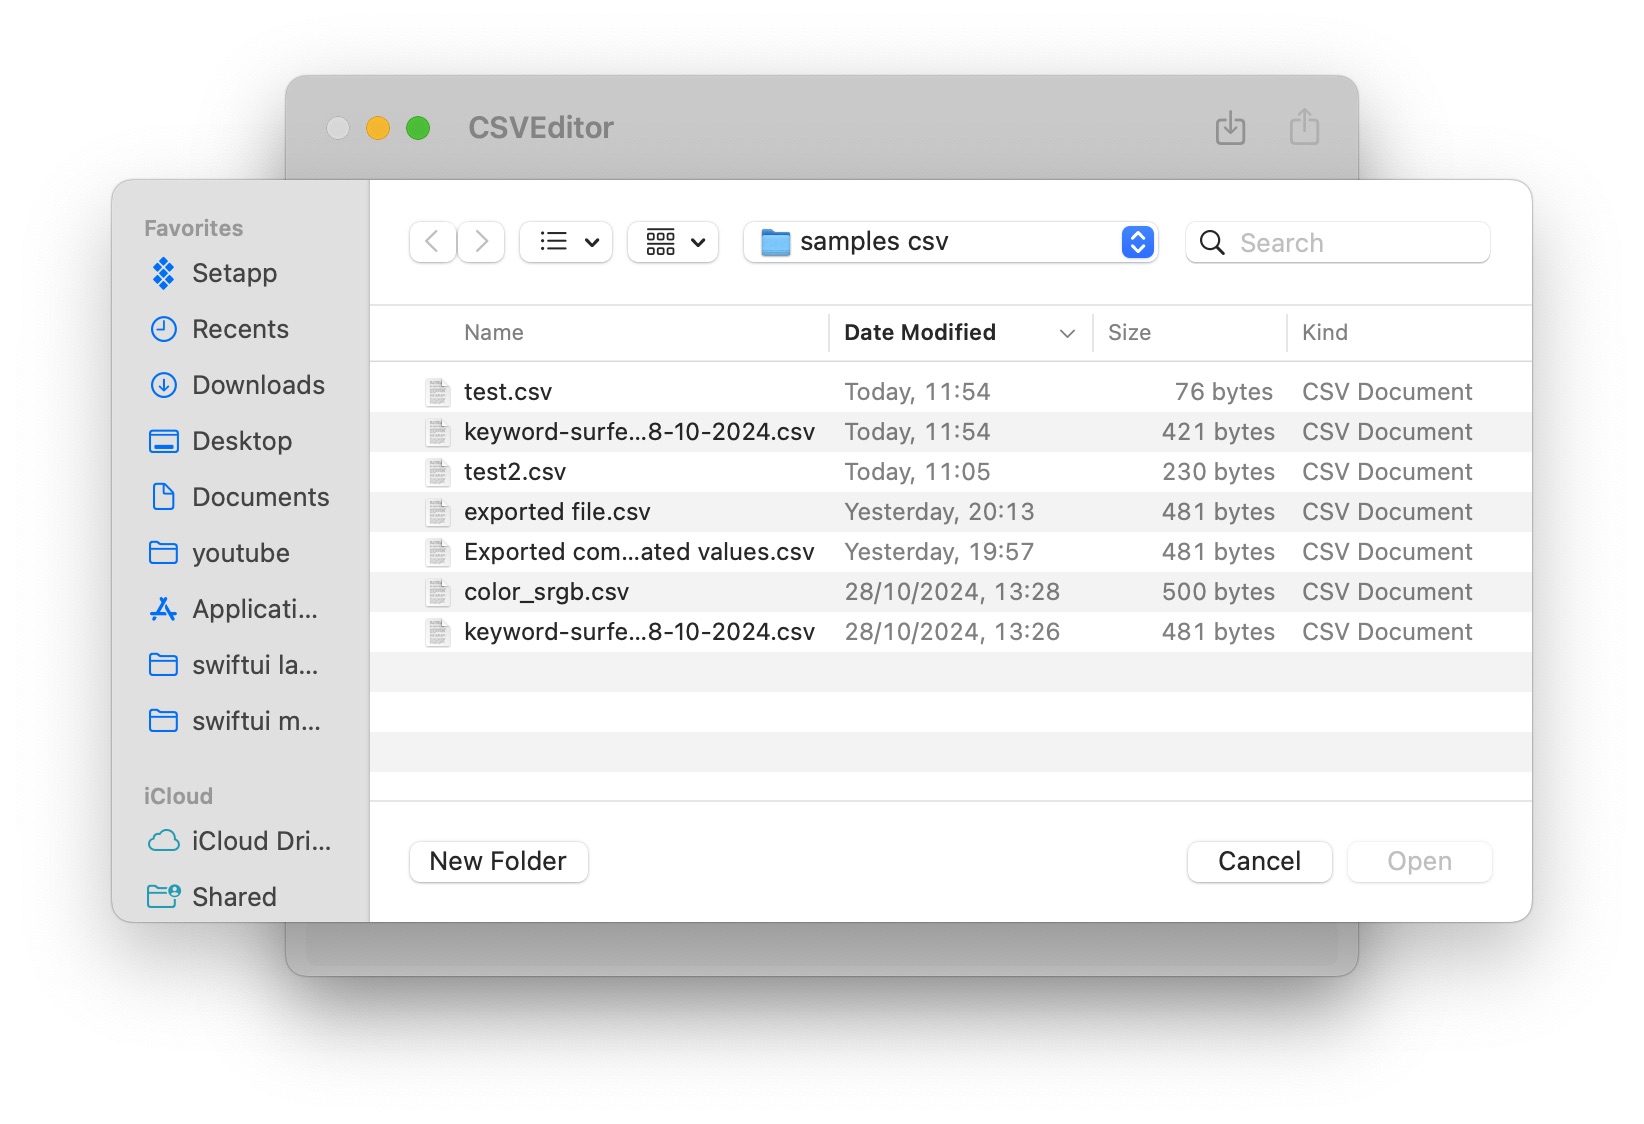 CSVEditor
Favorites
Setapp
Recents
Downloads
Desktop
Documents
youtube
Applicati...
swiftui la...
swiftui m...
iCloud
iCloud Dri...
Shared
samples csv
Search
Name Date Modified Size Kind
test.csv Today, 11:54 76 bytes CSV Document
keyword-surfe...8-10-2024.csv Today, 11:54 421 bytes CSV Document
test2.csv Today, 11:05 230 bytes CSV Document
exported file.csv Yesterday, 20:13 481 bytes CSV Document
Exported com...ated values.csv Yesterday, 19:57 481 bytes CSV Document
color_srgb.csv 28/10/2024, 13:28 500 bytes CSV Document
keyword-surfe...8-10-2024.csv 28/10/2024, 13:26 481 bytes CSV Document
New Folder
Cancel
Open